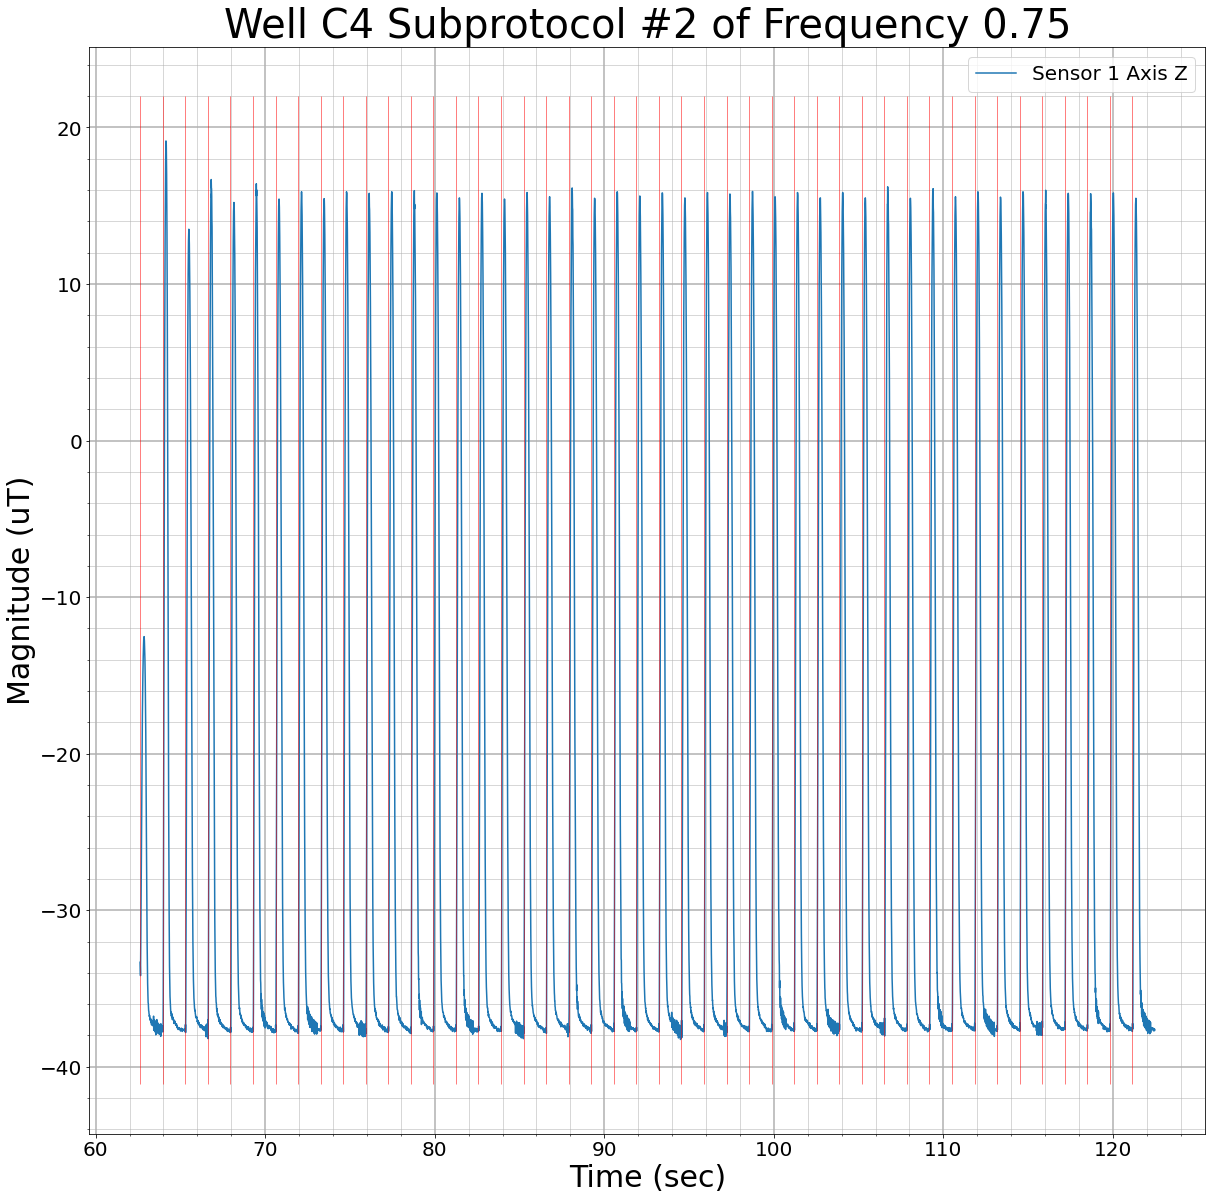 Well C4 Subprotocol #2 of Frequency 0.75
Sensor 1 Axis Z
20
10
0
−10
−20
−30
−40
Magnitude (uT)
60 70 80 90 100 110 120
Time (sec)